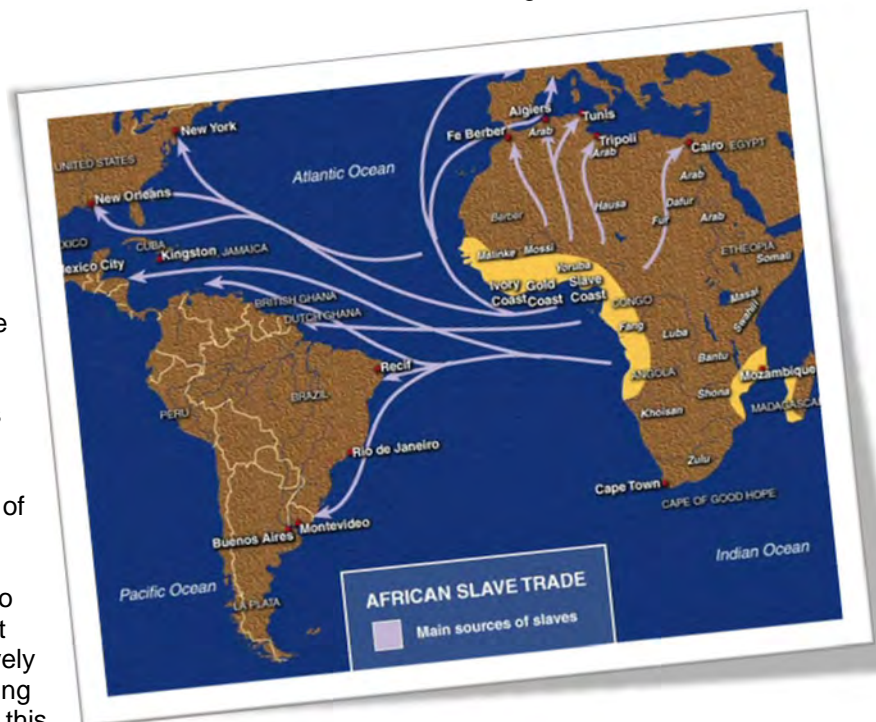 New York
UNITED STATES
New Orleans
Atlantic Ocean
CUBA
Kingston
JAMAICA
Mexico City
BRITISH GHANA
DUTCH GHANA
Recif
BRAZIL
PERU
Rio de Janeiro
Buenos Aires
Montevideo
Pacific Ocean
LA PLATA
Algiers
Tunis
Fe Berber
Arab
Tripoli
Arab
Cairo
EGYPT
Arab
Berber
Hausa
Dafur
Fur
Arab
ETHEOPIA
Somali
Malinke
Mossi
Yoruba
Ivory Coast
Gold Coast
Slave Coast
CONGO
Fang
Luba
Masai
Swahili
Bantu
ANGOLA
Shona
Mozambique
Khoisan
Zulu
Cape Town
CAPE OF GOOD HOPE
Indian Ocean
AFRICAN SLAVE TRADE
Main sources of slaves
of
this